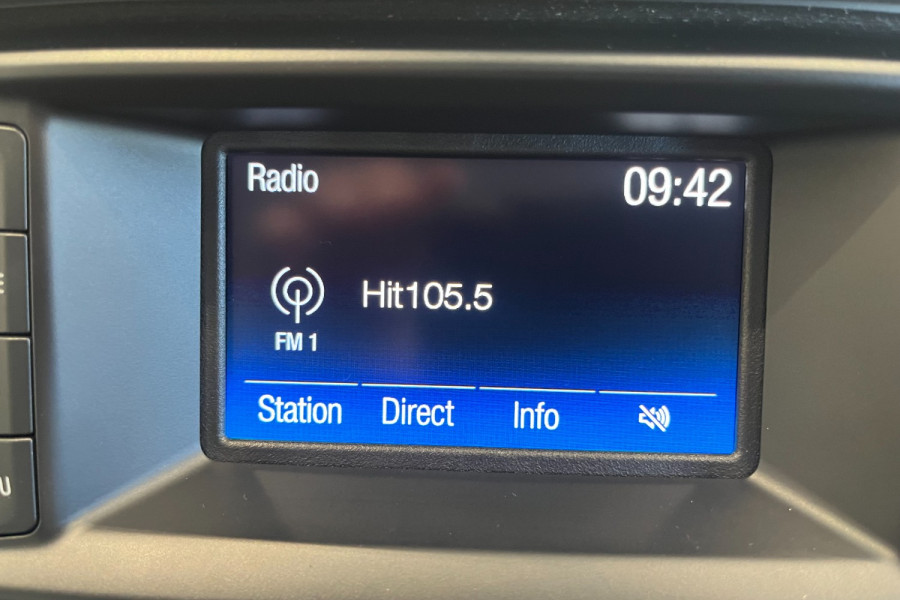 Radio
09:42
Hit105.5
FM 1
Station Direct Info